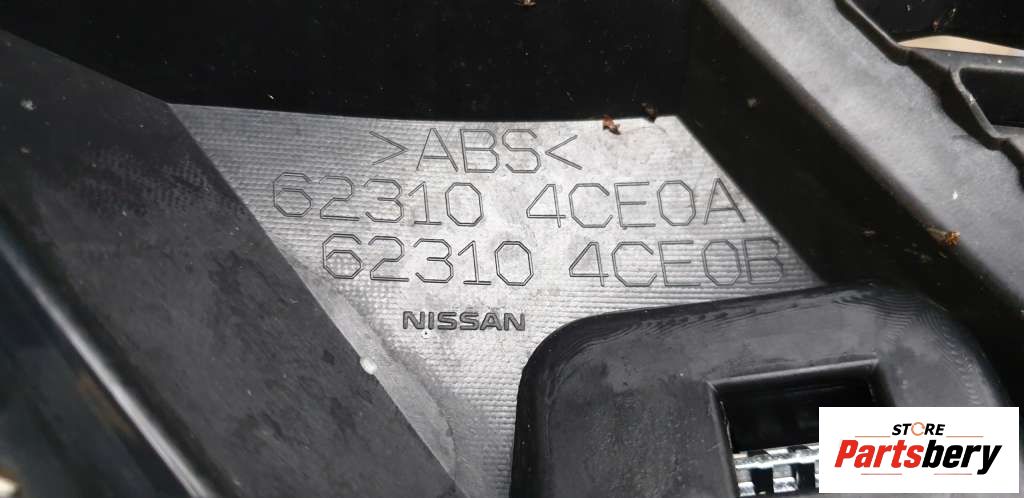 >ABS<
62310 4CE0A
62310 4CE0B
NISSAN
STORE
Partsbery